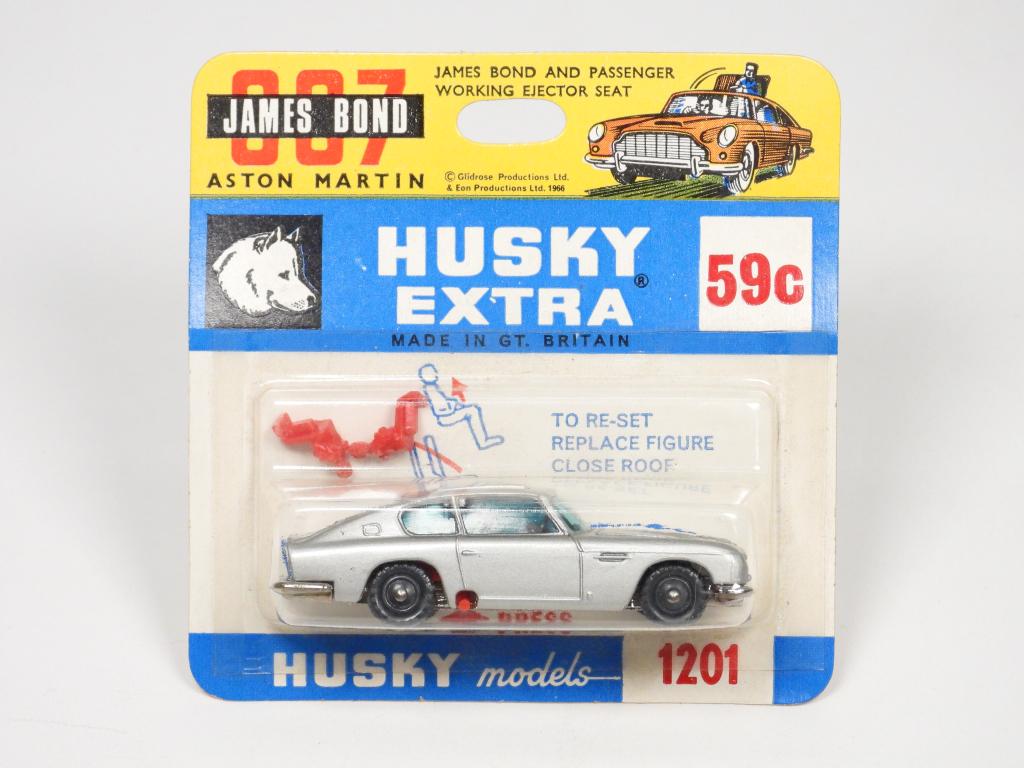 007
JAMES BOND
ASTON MARTIN
JAMES BOND AND PASSENGER
WORKING EJECTOR SEAT
© Glidrose Productions Ltd.
& Eon Productions Ltd. 1966
HUSKY
EXTRA®
59c
MADE IN GT. BRITAIN
TO RE-SET
REPLACE FIGURE
CLOSE ROOF
PRESS
HUSKY models
1201